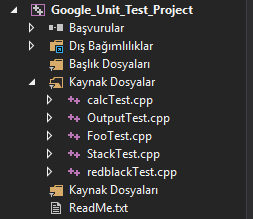 Google_Unit_Test_Project
Başvurular
Dış Bağımlılıklar
Başlık Dosyaları
Kaynak Dosyalar
calcTest.cpp
OutputTest.cpp
FooTest.cpp
StackTest.cpp
redblackTest.cpp
Kaynak Dosyaları
ReadMe.txt